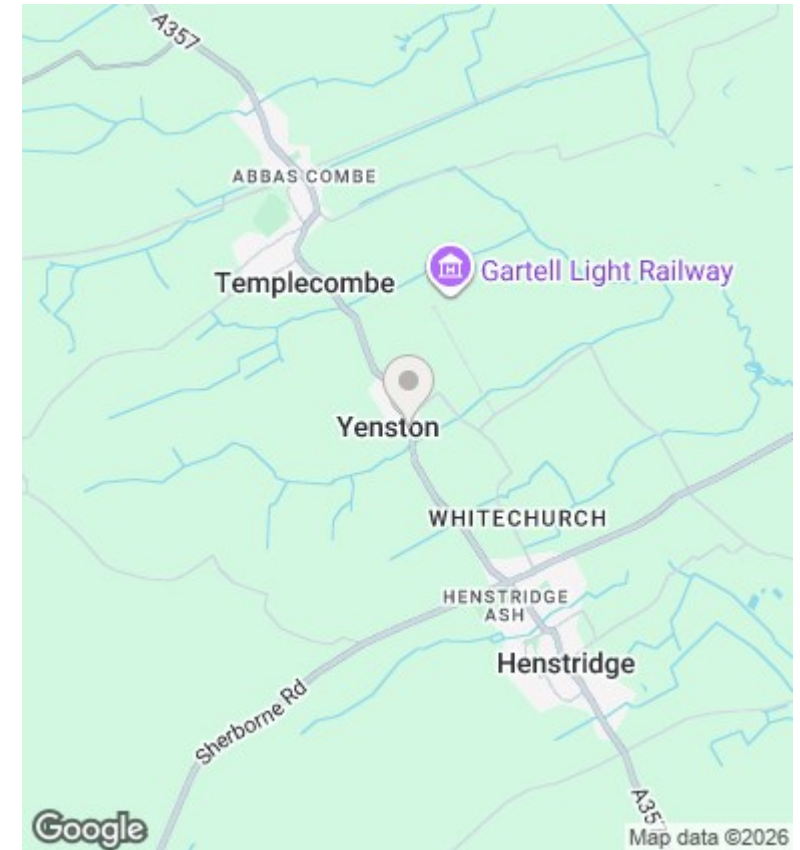 A357
ABBAS COMBE
Templecombe
Gartell Light Railway
Yenston
WHITECHURCH
HENSTRIDGE
ASH
Henstridge
Sherborne Rd
A357
Google
Map data ©2026